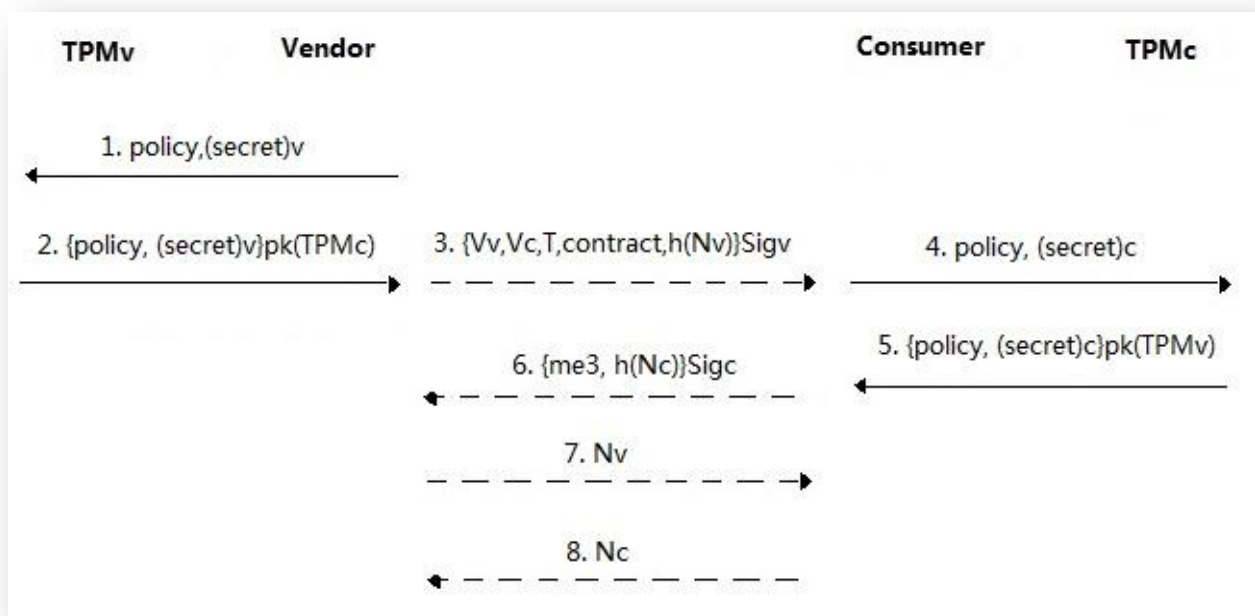 TPMv
Vendor
Consumer
TPMc
1. policy,(secret)v
2. {policy, (secret)v}pk(TPMc)
3. {Vv,Vc,T,contract,h(Nv)}Sigv
4. policy, (secret)c
5. {policy, (secret)c}pk(TPMv)
6. {me3, h(Nc)}Sigc
7. Nv
8. Nc